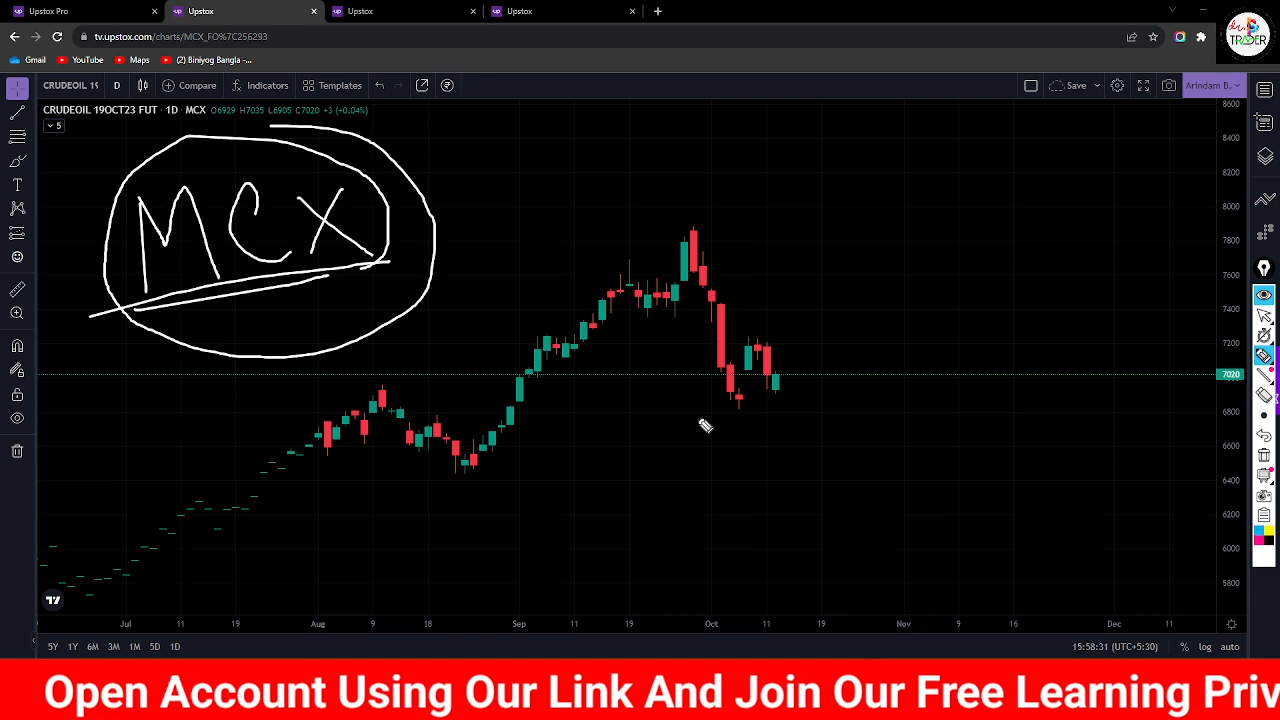 Upstox Pro
Upstox
Upstox
Upstox
tv.upstox.com/charts/MCX_FO%7C256293
Gmail
YouTube
Maps
(2) Biniyog Bangla -...
TRADER
CRUDEOIL 19
D
Compare
Indicators
Templates
Save
Arindam B.
CRUDEOIL 19OCT23 FUT · 1D · MCX O6929 H7035 L6905 C7020 +3 (+0.04%)
5
MCX
8600
8400
8200
8000
7800
7600
7400
7200
7020
6800
6600
6400
6200
6000
5800
Jul 11 19 Aug 9 18 Sep 11 19 Oct 11 19 Nov 9 16 Dec 11
5Y 1Y 6M 3M 1M 5D 1D
15:58:31 (UTC+5:30) % log auto
Open Account Using Our Link And Join Our Free Learning Priv